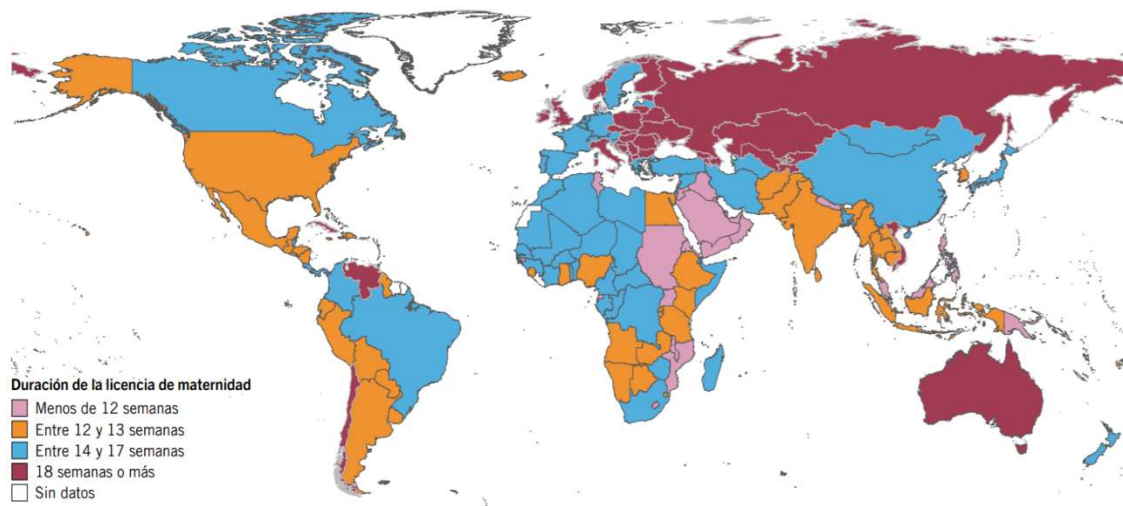 Duración de la licencia de maternidad
Menos de 12 semanas
Entre 12 y 13 semanas
Entre 14 y 17 semanas
18 semanas o más
Sin datos